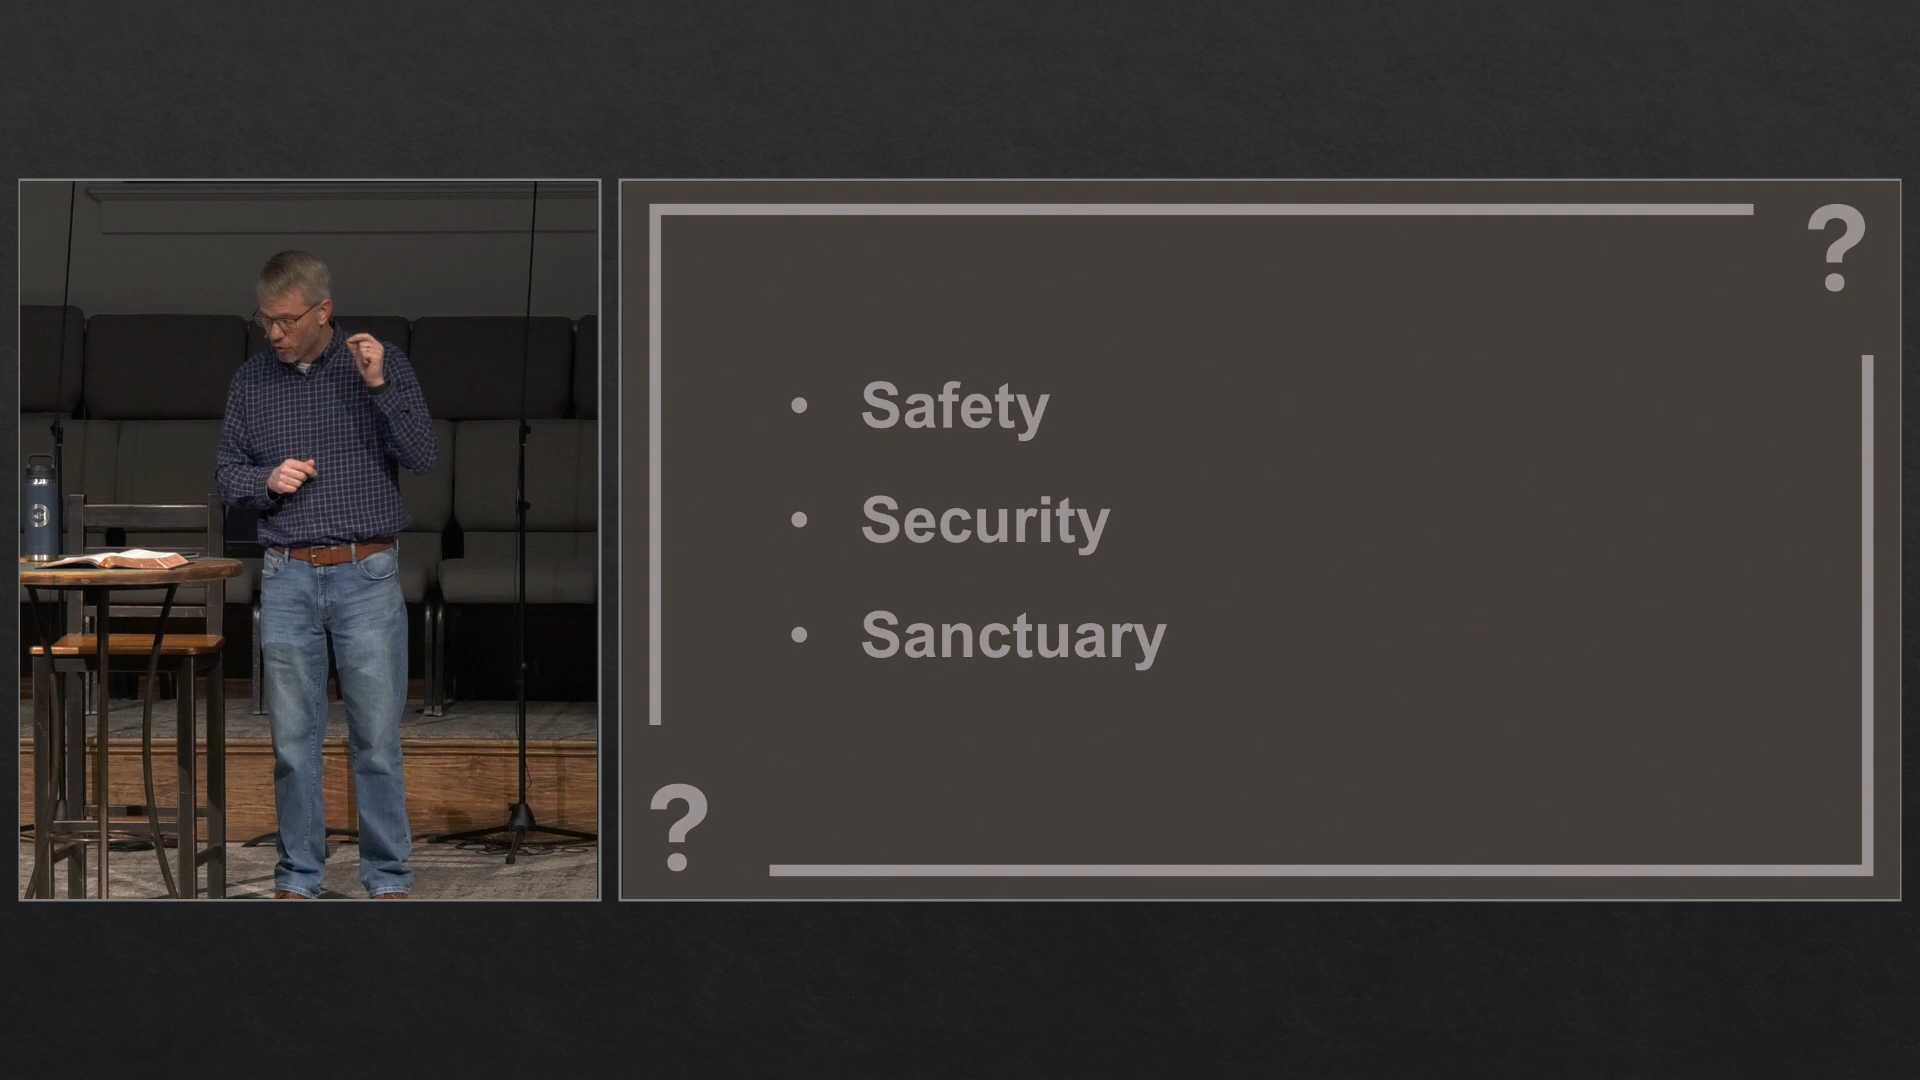 ?
• Safety
• Security
• Sanctuary
?